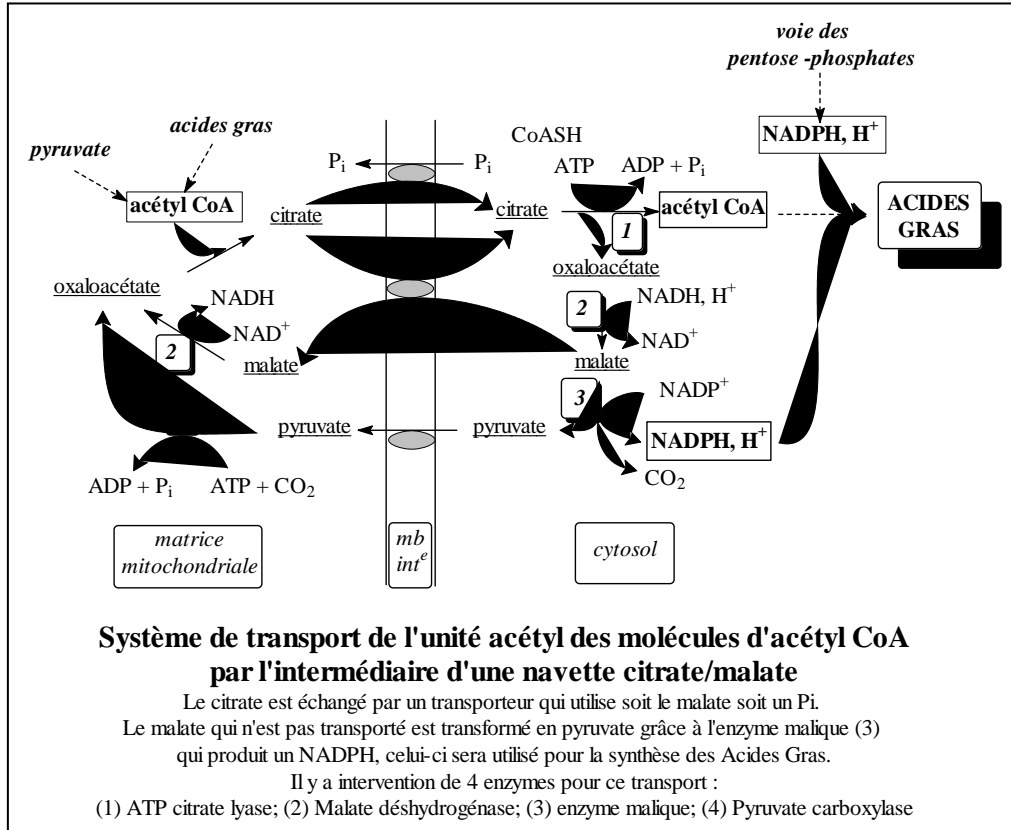 voie des
pentose -phosphates
acides gras
CoASH
NADPH, H⁺
pyruvate
Pᵢ
Pᵢ
ATP
ADP + Pᵢ
acétyl CoA
citrate
citrate
acétyl CoA
ACIDES
GRAS
1
oxaloacétate
oxaloacétate
NADH
NAD⁺
2
malate
2
NADH, H⁺
NAD⁺
malate
3
NADP⁺
pyruvate
pyruvate
NADPH, H⁺
CO₂
ADP + Pᵢ
ATP + CO₂
matrice
mitochondriale
mb
intᵉ
cytosol
Système de transport de l'unité acétyl des molécules d'acétyl CoA
par l'intermédiaire d'une navette citrate/malate
Le citrate est échangé par un transporteur qui utilise soit le malate soit un Pi.
Le malate qui n'est pas transporté est transformé en pyruvate grâce à l'enzyme malique (3)
qui produit un NADPH, celui-ci sera utilisé pour la synthèse des Acides Gras.
Il y a intervention de 4 enzymes pour ce transport :
(1) ATP citrate lyase; (2) Malate déshydrogénase; (3) enzyme malique; (4) Pyruvate carboxylase